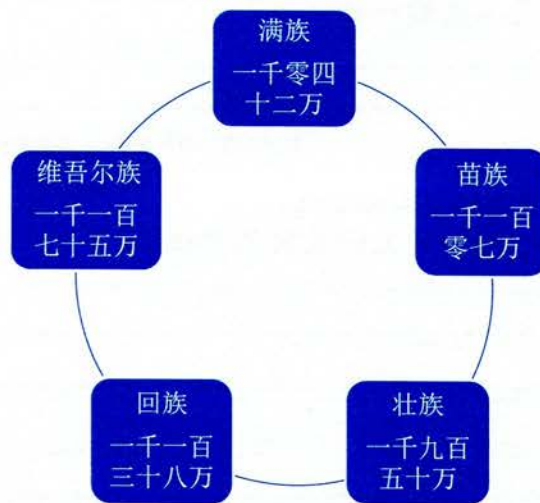 满族
一千零四
十二万
维吾尔族
一千一百
七十五万
苗族
一千一百
零七万
回族
一千一百
三十八万
壮族
一千九百
五十万